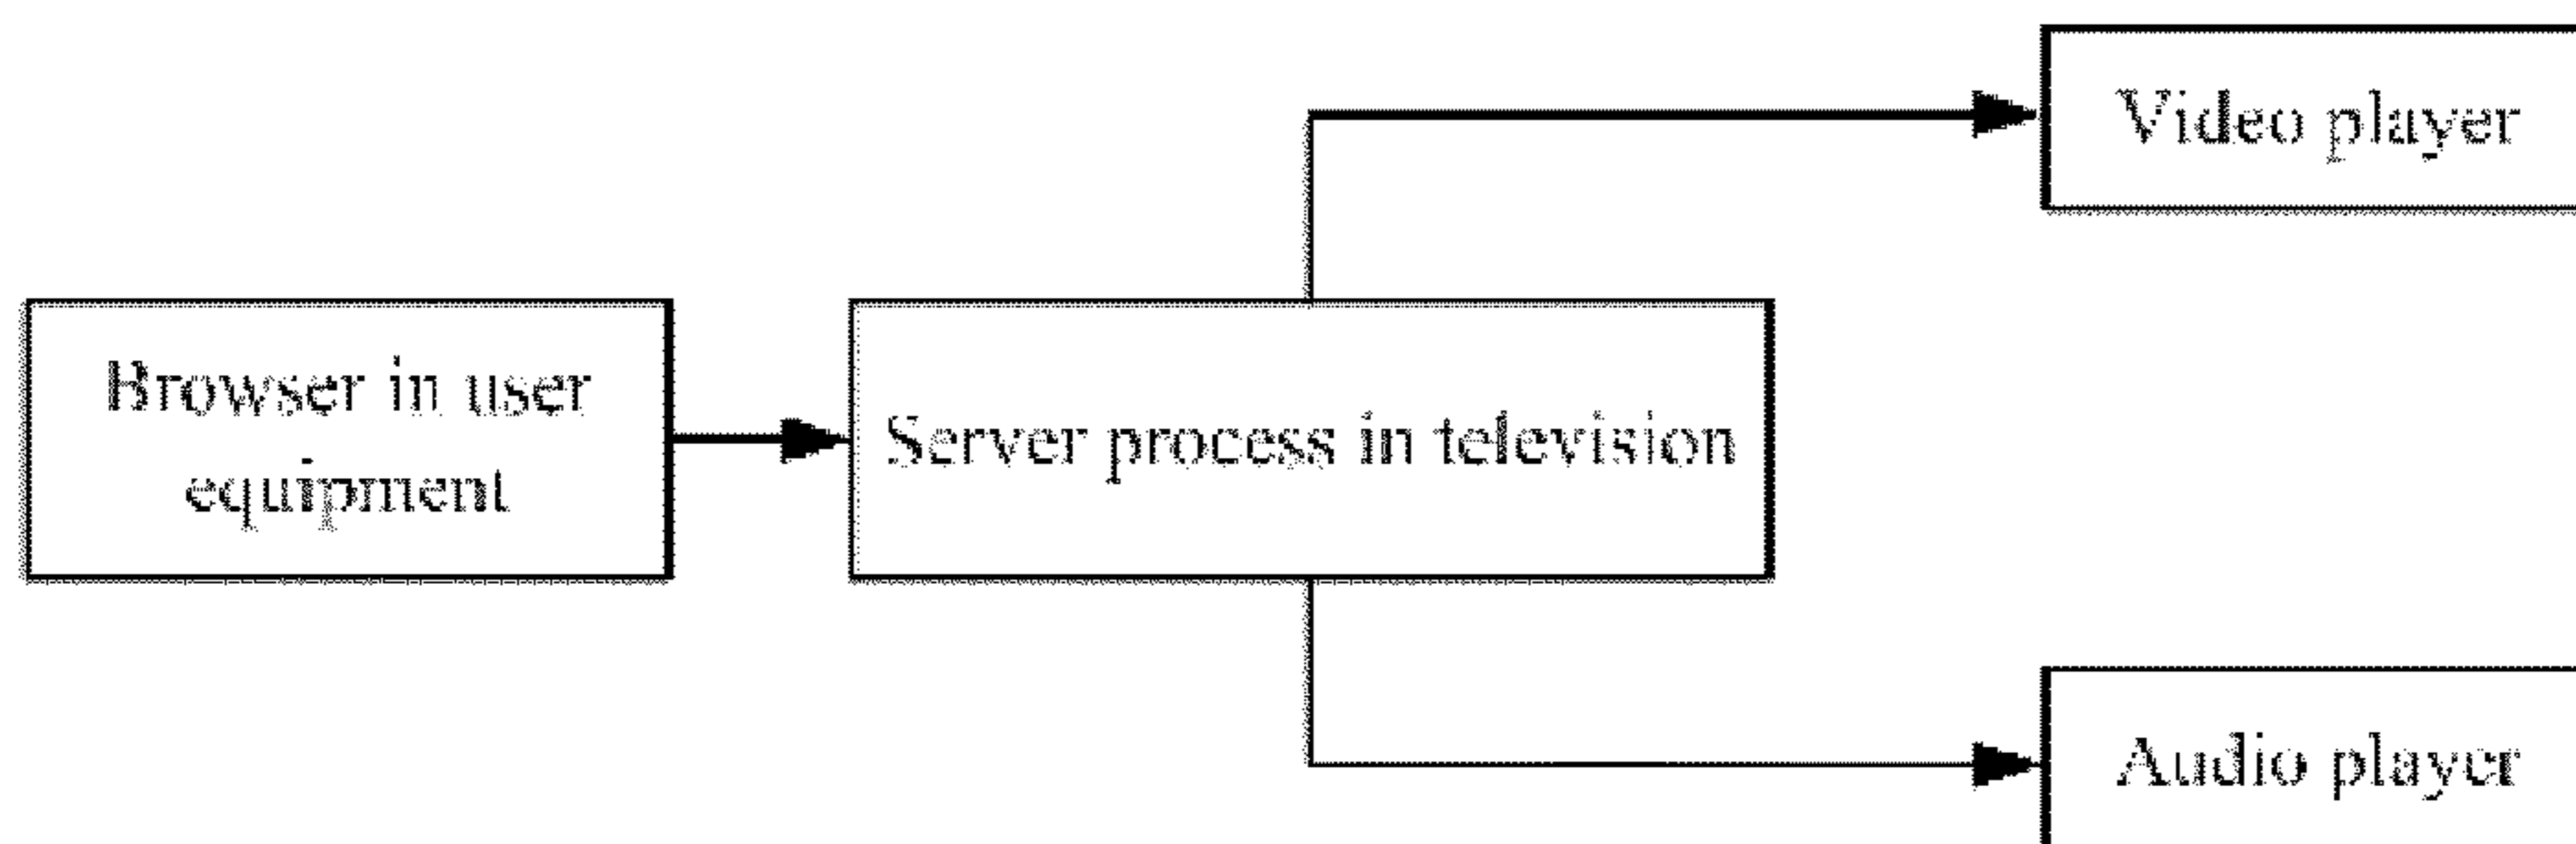 Video player
Browser in user
equipment
Server process in television
Audio player